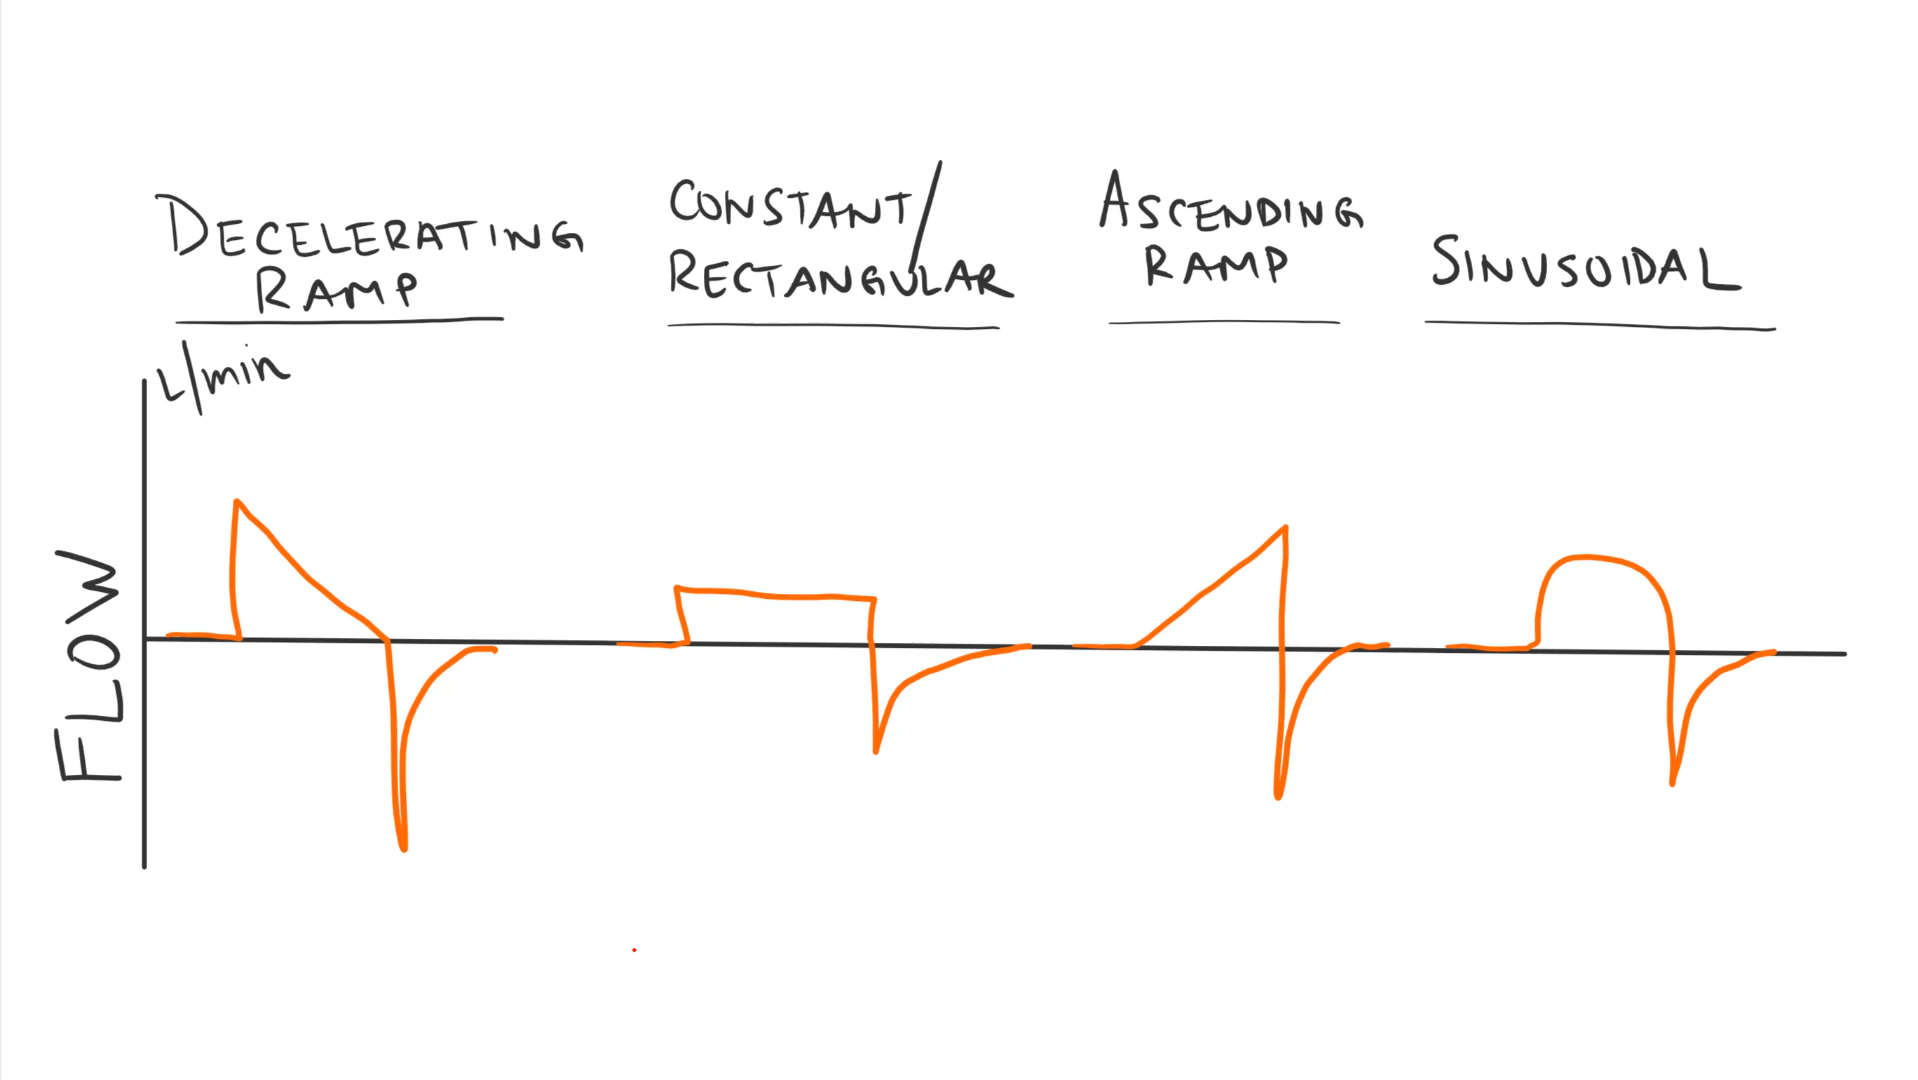 DECELERATING
RAMP
CONSTANT/
RECTANGULAR
ASCENDING
RAMP
SINUSOIDAL
L/min
FLOW